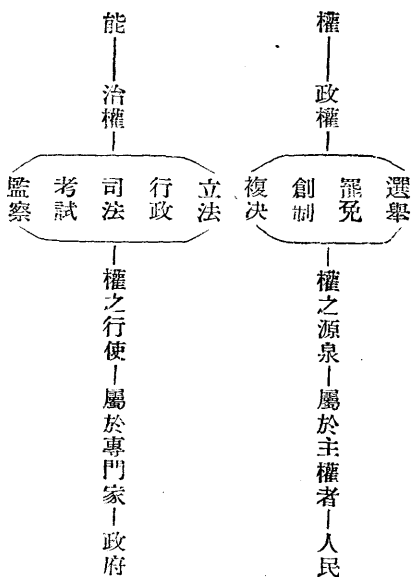 權
政權
選舉
罷免
創制
複决
權之源泉
屬於主權者
人民
能
治權
立法
行政
司法
考試
監察
權之行使
屬於專門家
政府